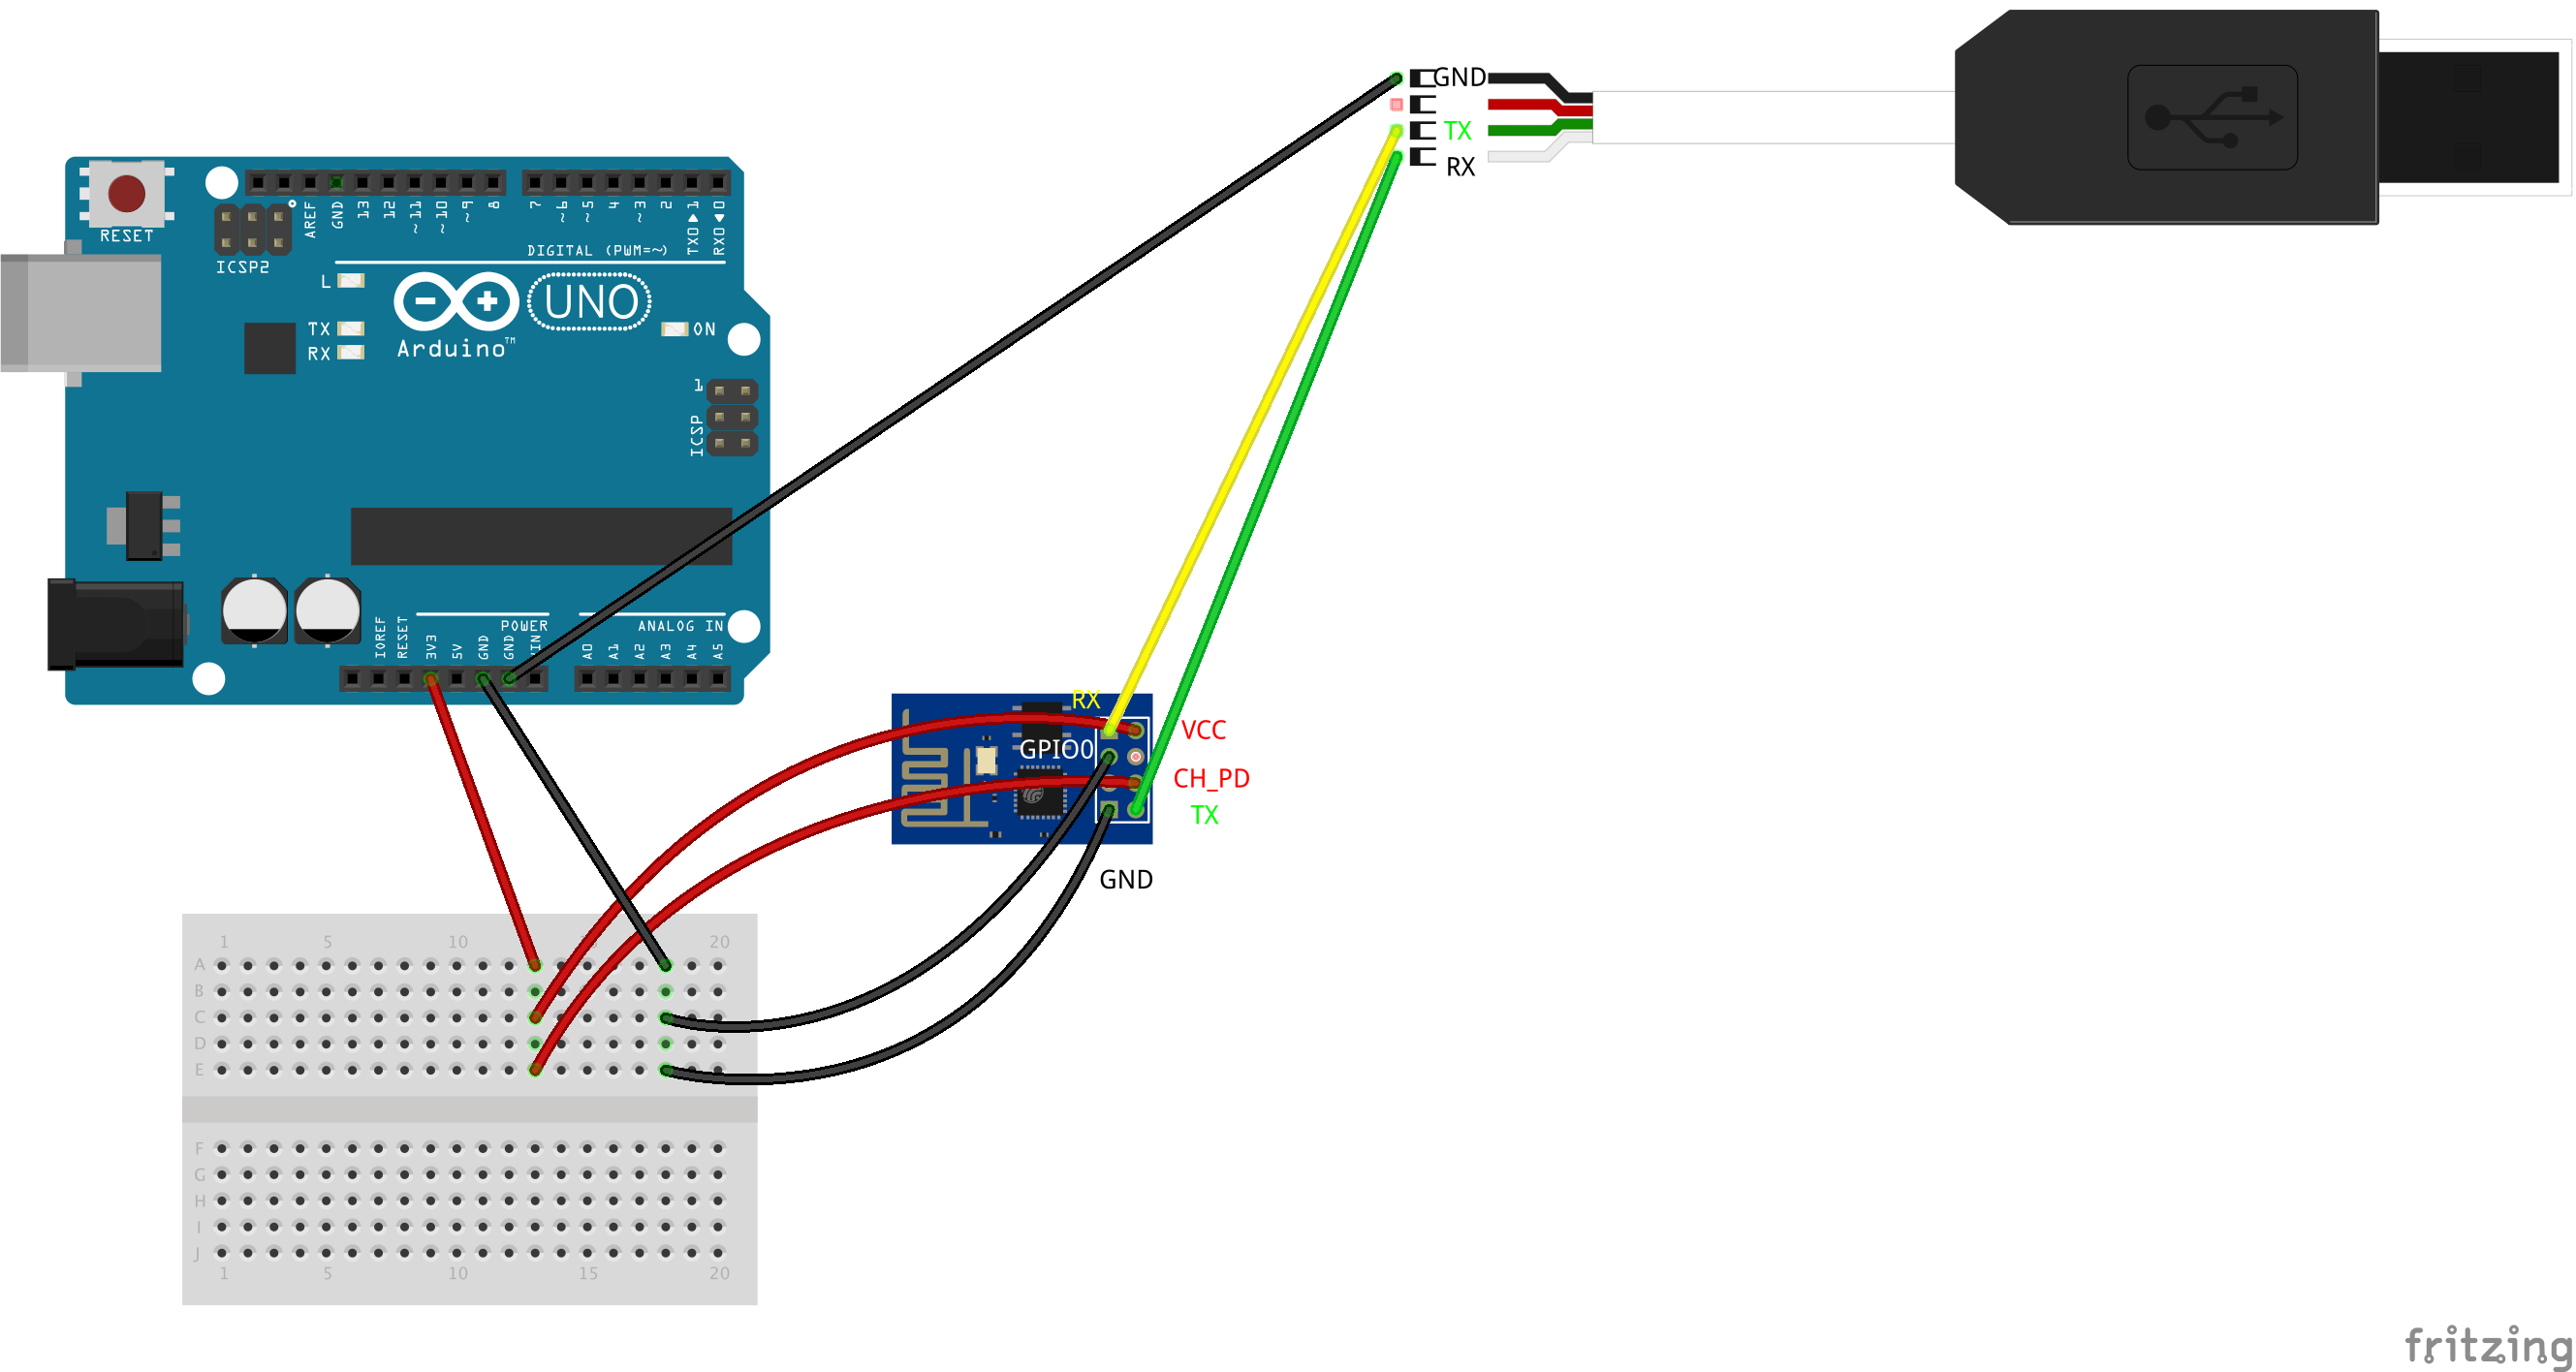 GND
TX
RX
RESET
ICSP2
AREF
GND
13
12
~11
~10
~9
8
7
~6
~5
4
~3
2
TX0▶1
RX0◀0
DIGITAL (PWM=~)
L
TX
RX
UNO
Arduino™
ON
1
ICSP
POWER
ANALOG IN
IOREF
RESET
3V3
5V
GND
GND
A0
A1
A2
A3
A4
A5
RX
VCC
GPIO0
CH_PD
TX
GND
1 5 10 20
A
B
C
D
E
F
G
H
I
J
1 5 10 15 20
fritzing